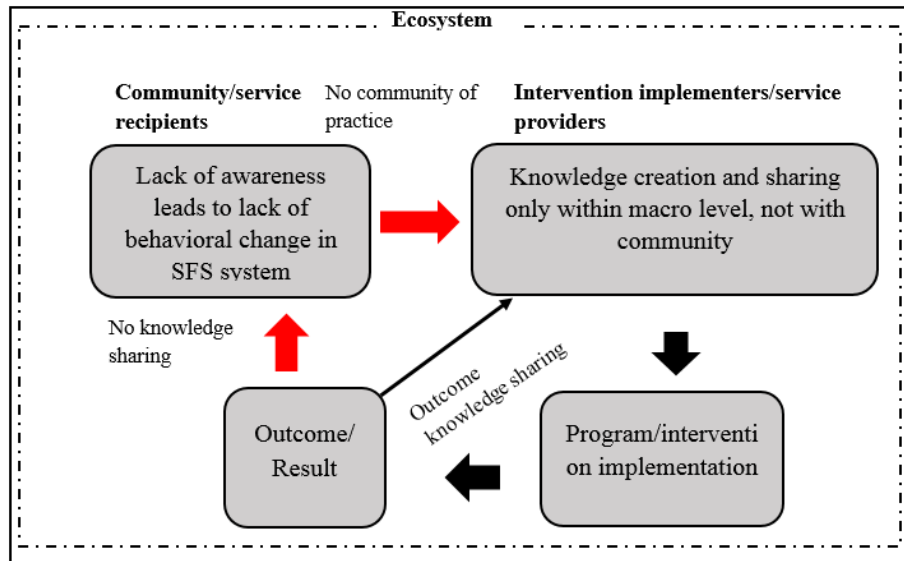 Ecosystem
Community/service
recipients
No community of
practice
Intervention implementers/service
providers
Lack of awareness
leads to lack of
behavioral change in
SFS system
Knowledge creation and sharing
only within macro level, not with
community
No knowledge
sharing
Outcome
knowledge sharing
Outcome/
Result
Program/interventi
on implementation